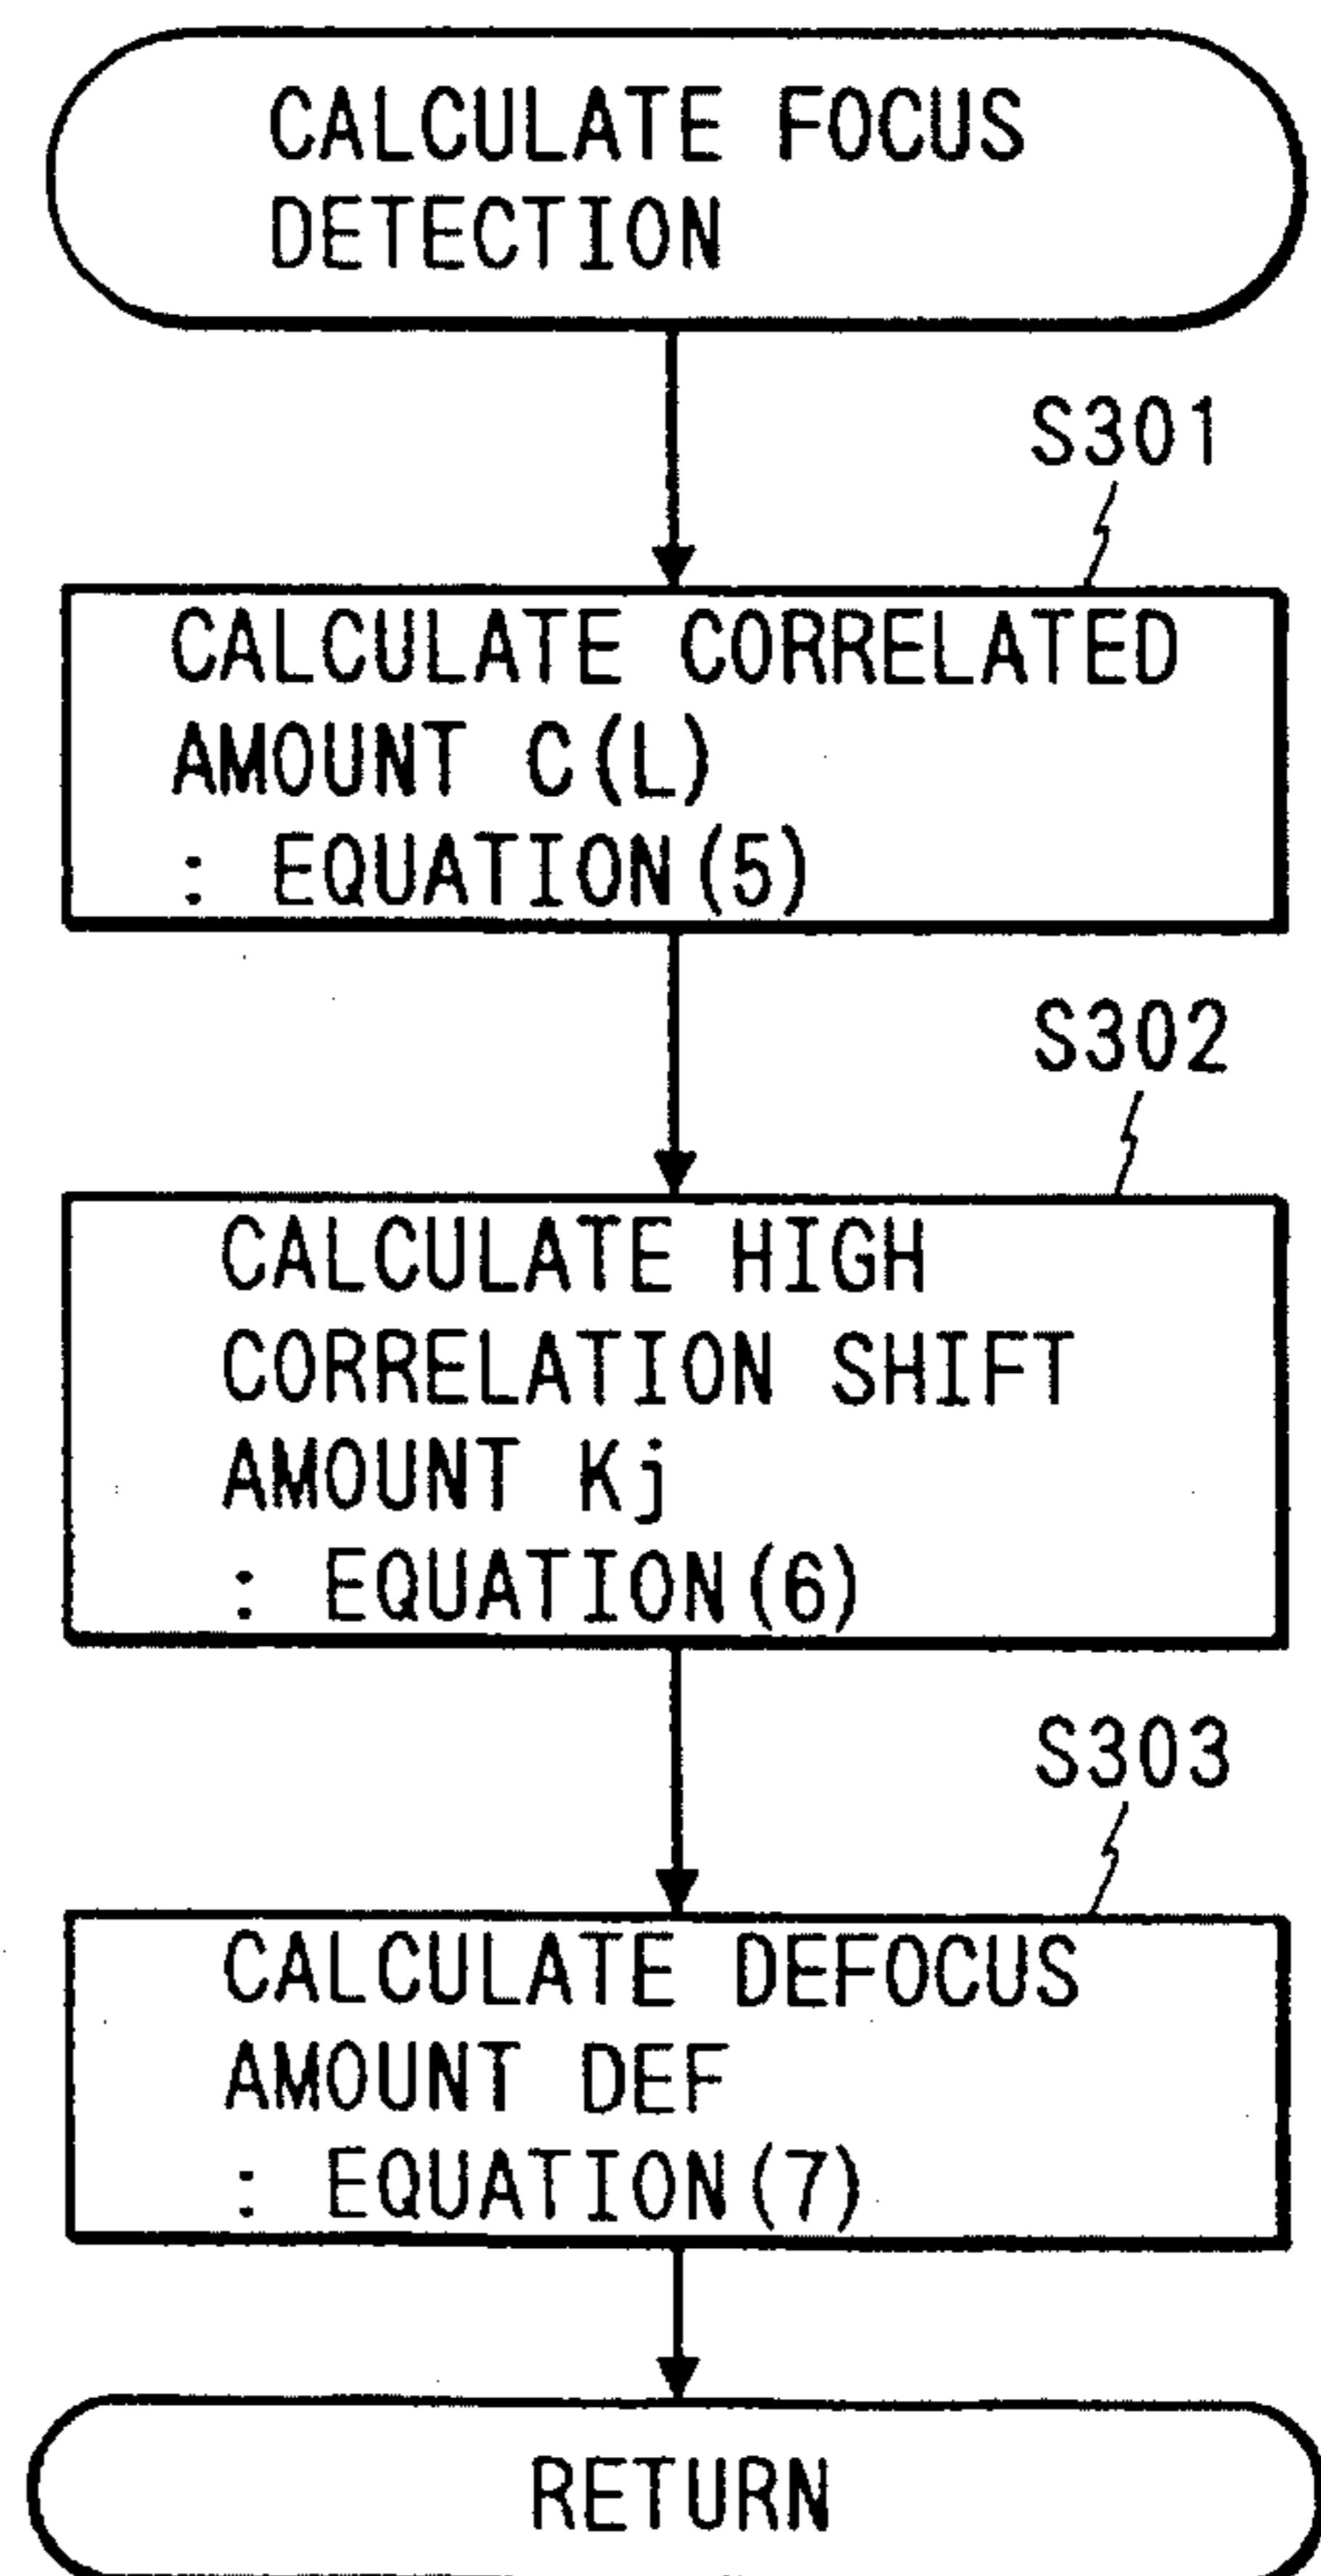 CALCULATE FOCUS
DETECTION
S301
CALCULATE CORRELATED
AMOUNT C(L)
: EQUATION(5)
S302
CALCULATE HIGH
CORRELATION SHIFT
AMOUNT Kj
: EQUATION(6)
S303
CALCULATE DEFOCUS
AMOUNT DEF
: EQUATION(7)
RETURN